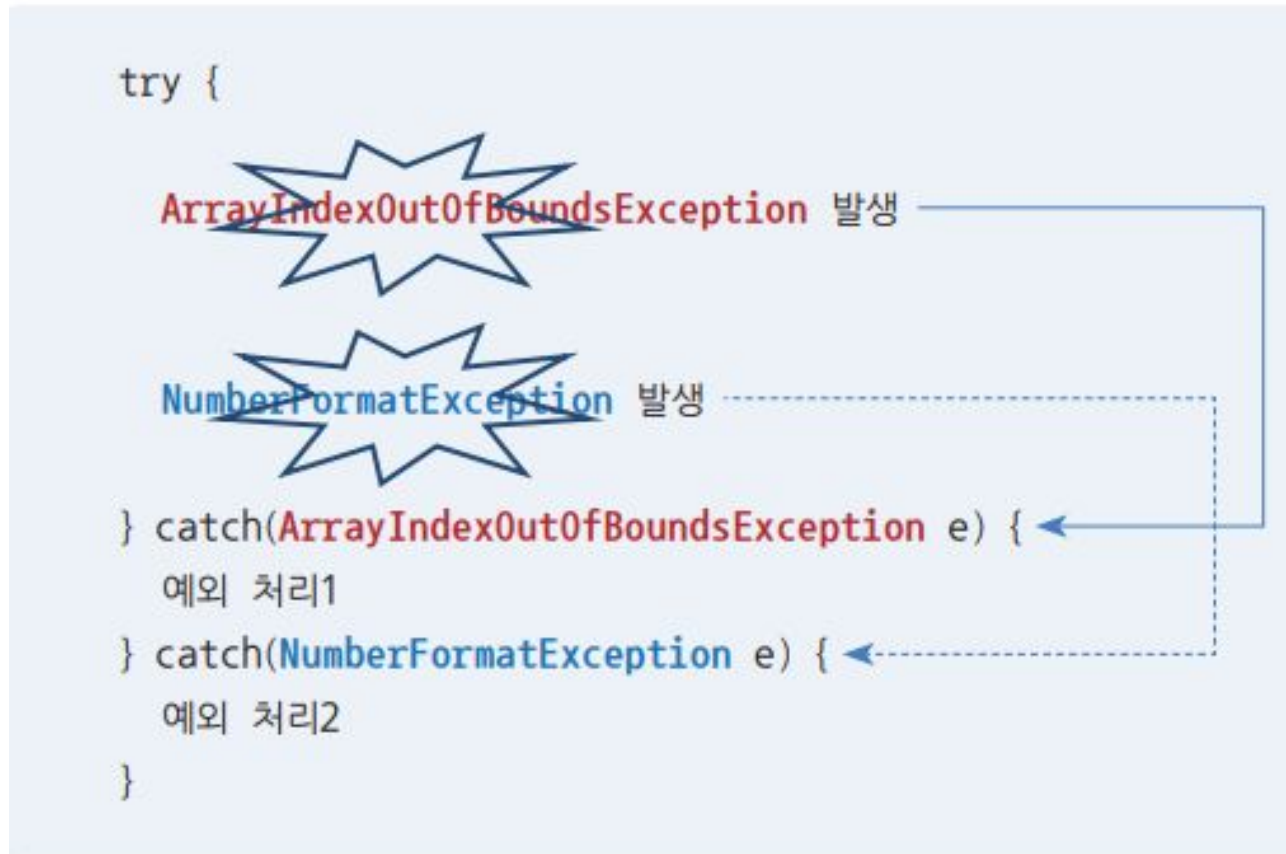 try {
ArrayIndexOutOfBoundsException 발생
NumberFormatException 발생
} catch(ArrayIndexOutOfBoundsException e) {
예외 처리1
} catch(NumberFormatException e) {
예외 처리2
}